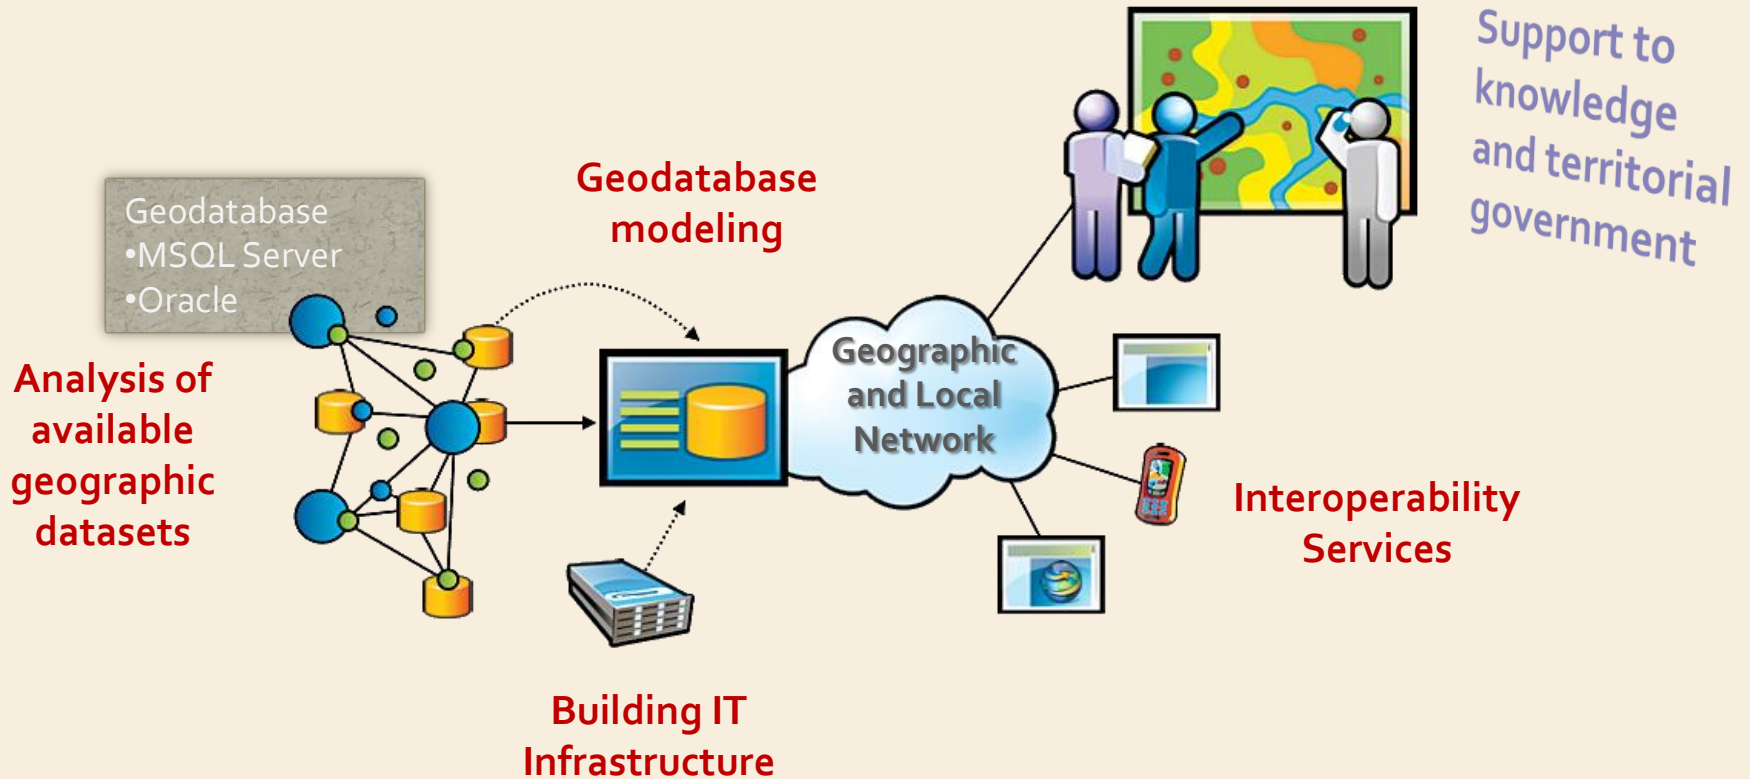 Support to
knowledge
and territorial
government
Geodatabase
modeling
Geodatabase
•MSQL Server
•Oracle
Analysis of
available
geographic
datasets
Geographic
and Local
Network
Interoperability
Services
Building IT
Infrastructure